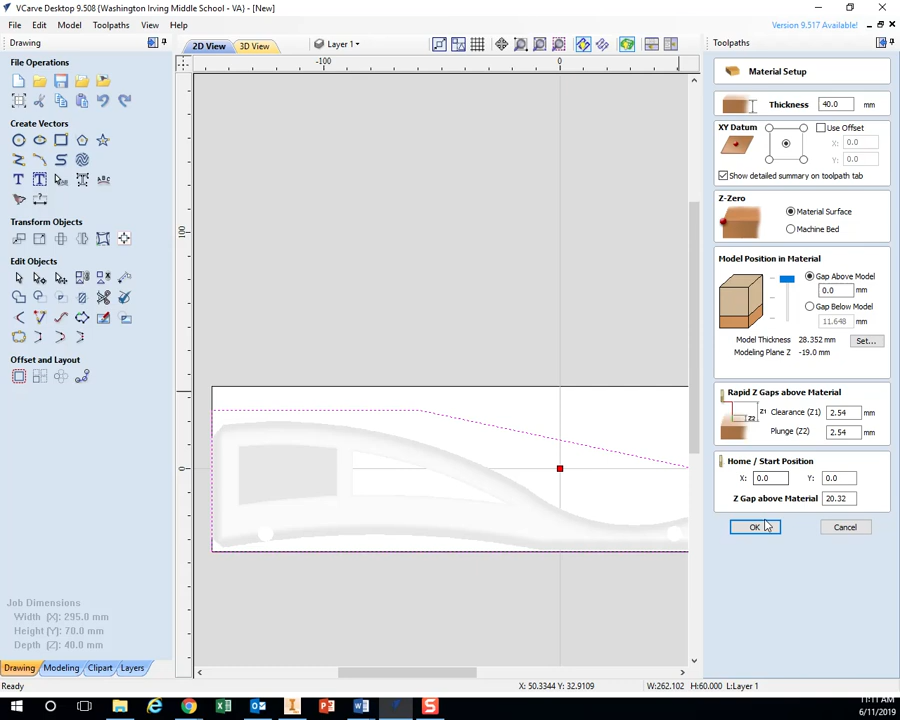 VCarve Desktop 9.508 {Washington Irving Middle School - VA} - [New]
File Edit Model Toolpaths View Help
Version 9.517 Available!
Drawing
2D View 3D View Layer 1
Toolpaths
-100 0
File Operations
Material Setup
Thickness 40.0 mm
Create Vectors
XY Datum Use Offset
X: 0.0
Y: 0.0
Show detailed summary on toolpath tab
Z-Zero
Material Surface
Machine Bed
Transform Objects
100
Edit Objects
Model Position in Material
Gap Above Model
0.0 mm
Gap Below Model
11.648 mm
Model Thickness 28.352 mm Set...
Modeling Plane Z -19.0 mm
Offset and Layout
Rapid Z Gaps above Material
Z1 Clearance (Z1) 2.54 mm
Z2 Plunge (Z2) 2.54 mm
Home / Start Position
X: 0.0 Y: 0.0
0
Z Gap above Material 20.32
OK Cancel
Job Dimensions
Width (X): 295.0 mm
Height (Y): 70.0 mm
Depth (Z): 40.0 mm
Drawing Modeling Clipart Layers
Ready X: 50.3344 Y: 32.9109 W:262.102 H:60.000 L:Layer 1
11:11 AM
6/11/2019